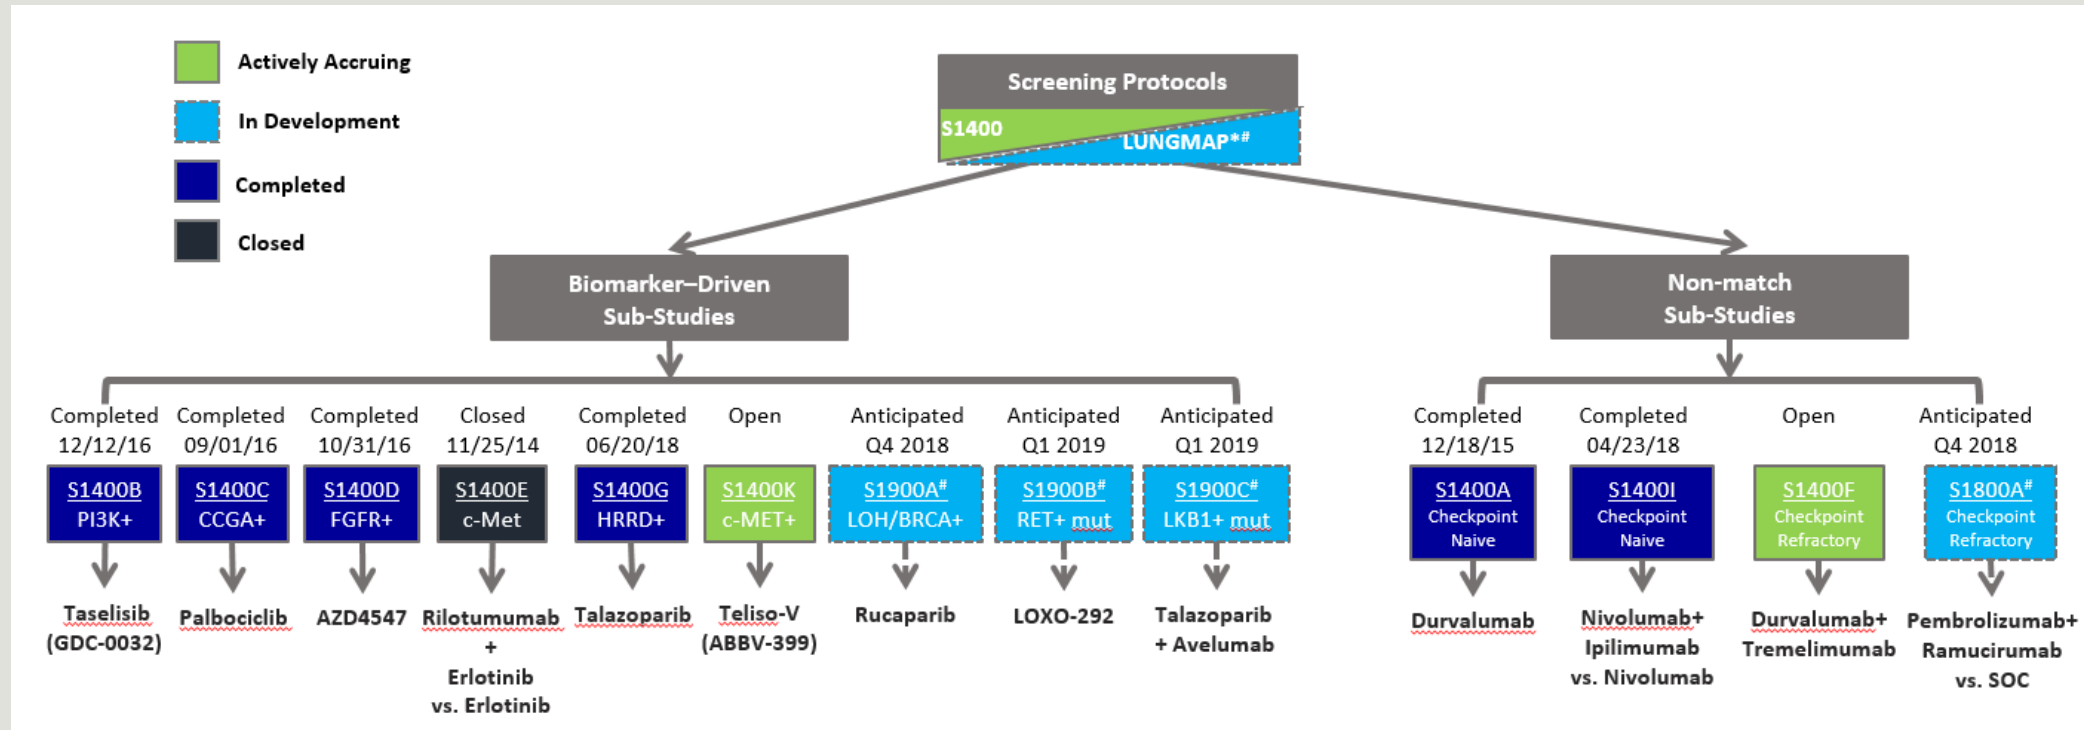 Actively Accruing
In Development
Completed
Closed
Screening Protocols
S1400
LUNGMAP*#
Biomarker–Driven
Sub-Studies
Non-match
Sub-Studies
Completed
12/12/16
S1400B
PI3K+
Taselisib
(GDC-0032)
Completed
09/01/16
S1400C
CCGA+
Palbociclib
Completed
10/31/16
S1400D
FGFR+
AZD4547
Closed
11/25/14
S1400E
c-Met
Rilotumumab
+
Erlotinib
vs. Erlotinib
Completed
06/20/18
S1400G
HRRD+
Talazoparib
Open
S1400K
c-MET+
Teliso-V
(ABBV-399)
Anticipated
Q4 2018
S1900A#
LOH/BRCA+
Rucaparib
Anticipated
Q1 2019
S1900B#
RET+ mut
LOXO-292
Anticipated
Q1 2019
S1900C#
LKB1+ mut
Talazoparib
+ Avelumab
Completed
12/18/15
S1400A
Checkpoint
Naive
Durvalumab
Completed
04/23/18
S1400I
Checkpoint
Naive
Nivolumab+
Ipilimumab
vs. Nivolumab
Open
S1400F
Checkpoint
Refractory
Durvalumab+
Tremelimumab
Anticipated
Q4 2018
S1800A#
Checkpoint
Refractory
Pembrolizumab+
Ramucirumab
vs. SOC